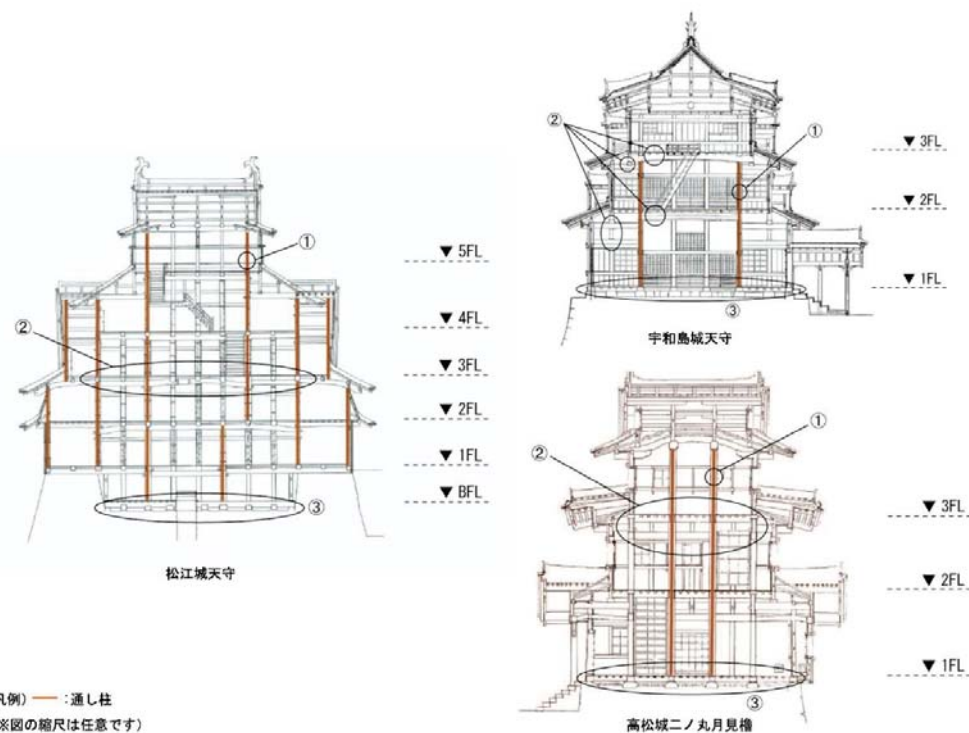 ①
②
▼ 5FL
▼ 4FL
▼ 3FL
▼ 2FL
▼ 1FL
▼ BFL
③
松江城天守
②
①
▼ 3FL
▼ 2FL
▼ 1FL
③
宇和島城天守
①
②
▼ 3FL
▼ 2FL
▼ 1FL
③
高松城二ノ丸月見櫓
凡例) :通し柱
※図の縮尺は任意です)